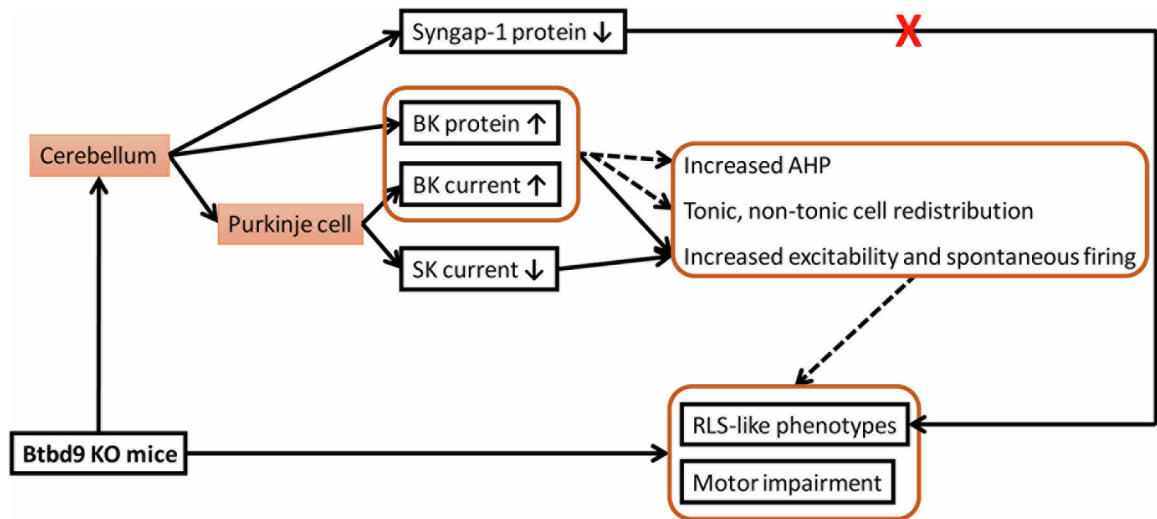 Syngap-1 protein ↓
X
BK protein ↑
Cerebellum
Increased AHP
BK current ↑
Tonic, non-tonic cell redistribution
Purkinje cell
Increased excitability and spontaneous firing
SK current ↓
RLS-like phenotypes
Btbd9 KO mice
Motor impairment